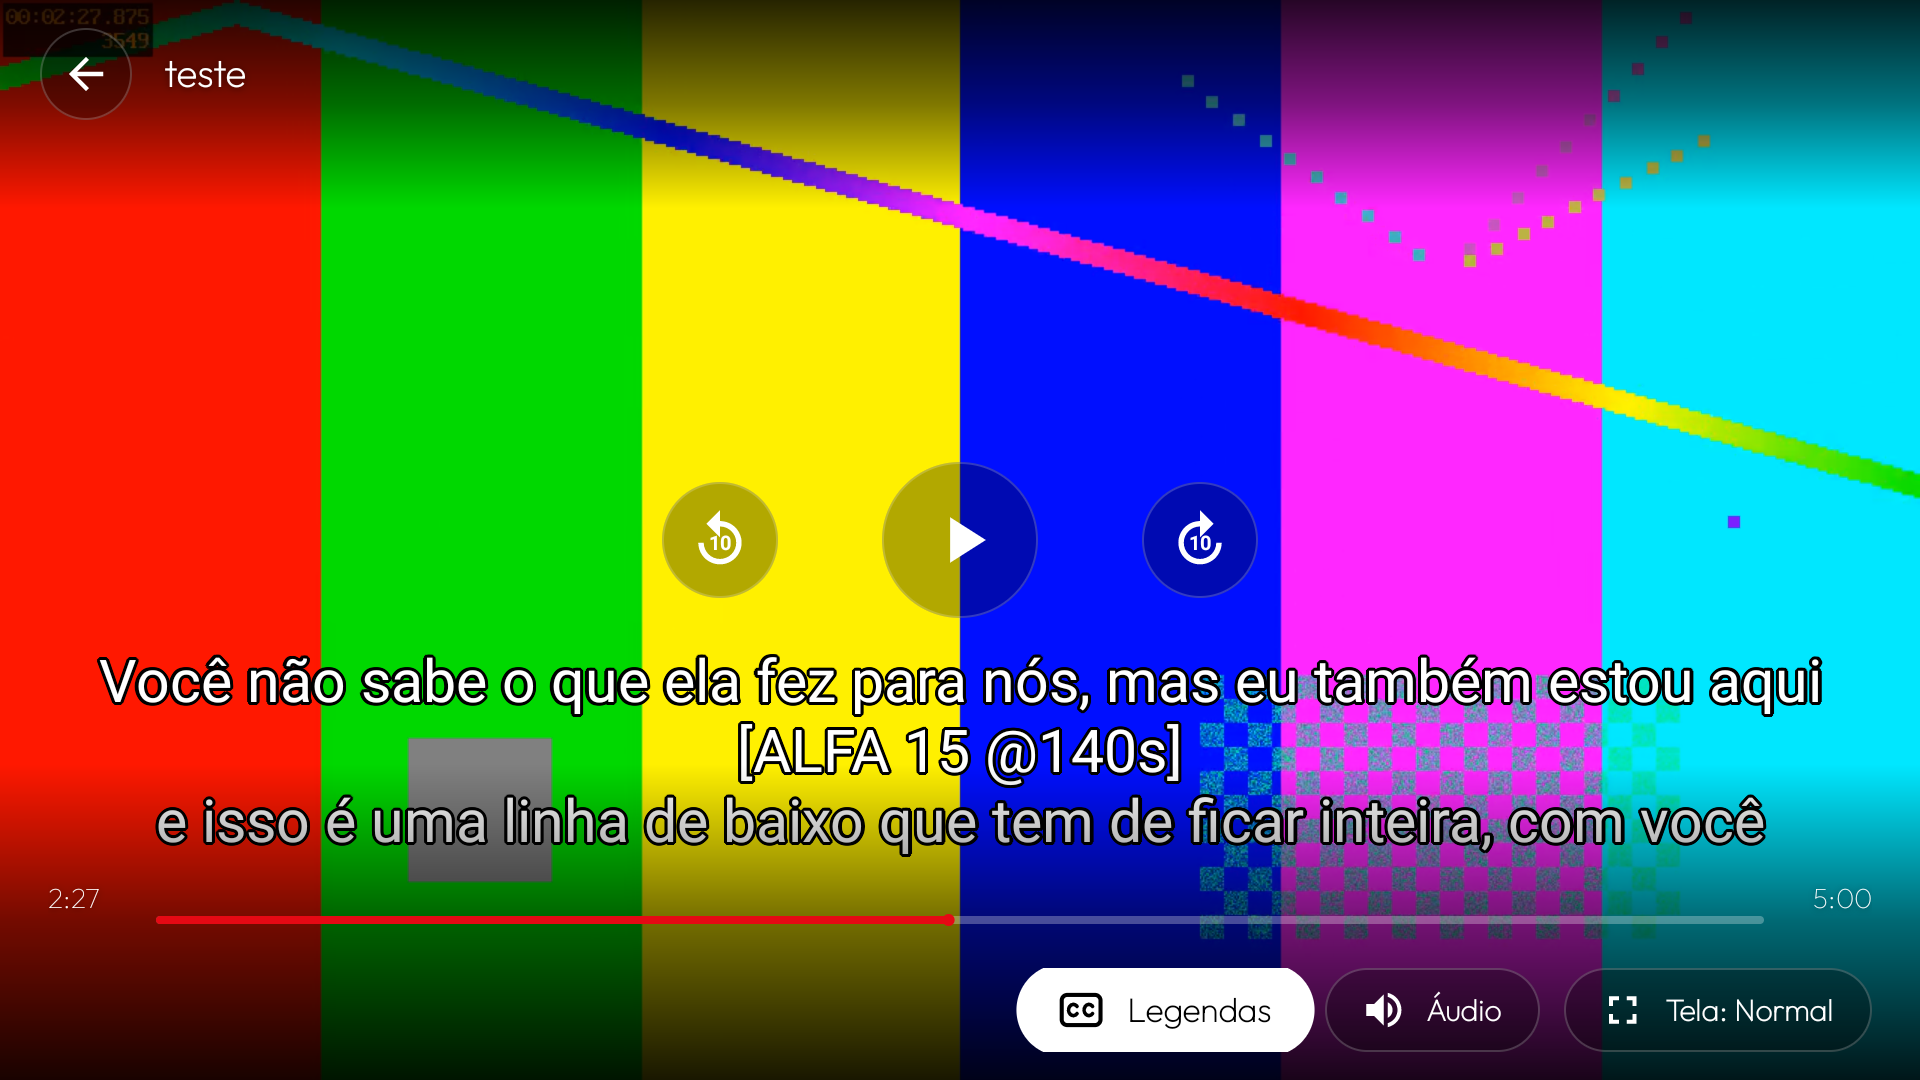 00:02:27.875
3549
teste
10
10
Você não sabe o que ela fez para nós, mas eu também estou aqui
[ALFA 15 @140s]
e isso é uma linha de baixo que tem de ficar inteira, com você
2:27
5:00
CC Legendas
Áudio
Tela: Normal